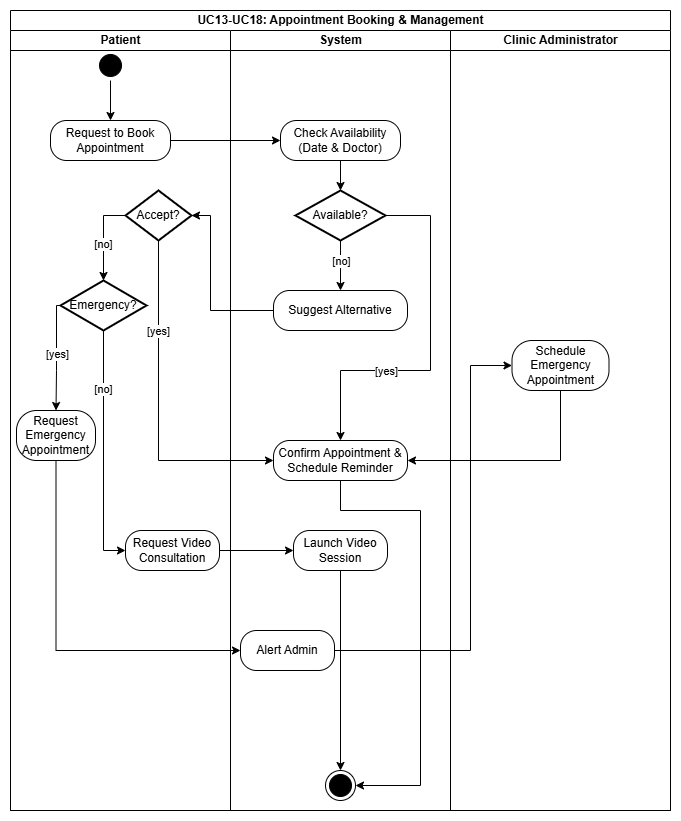 UC13-UC18: Appointment Booking & Management
Patient
System
Clinic Administrator
Request to Book
Appointment
Check Availability
(Date & Doctor)
Accept?
Available?
[no]
[no]
Emergency?
Suggest Alternative
[yes]
[yes]
[yes]
[no]
Schedule
Emergency
Appointment
Request
Emergency
Appointment
Confirm Appointment &
Schedule Reminder
Request Video
Consultation
Launch Video
Session
Alert Admin